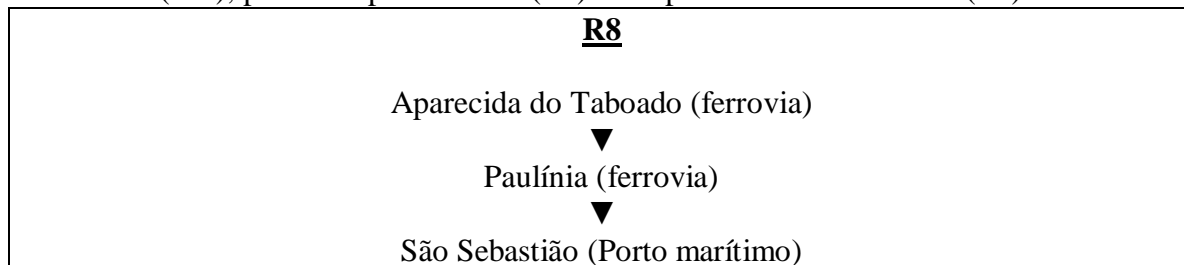 R8
Aparecida do Taboado (ferrovia)
▼
Paulínia (ferrovia)
▼
São Sebastião (Porto marítimo)